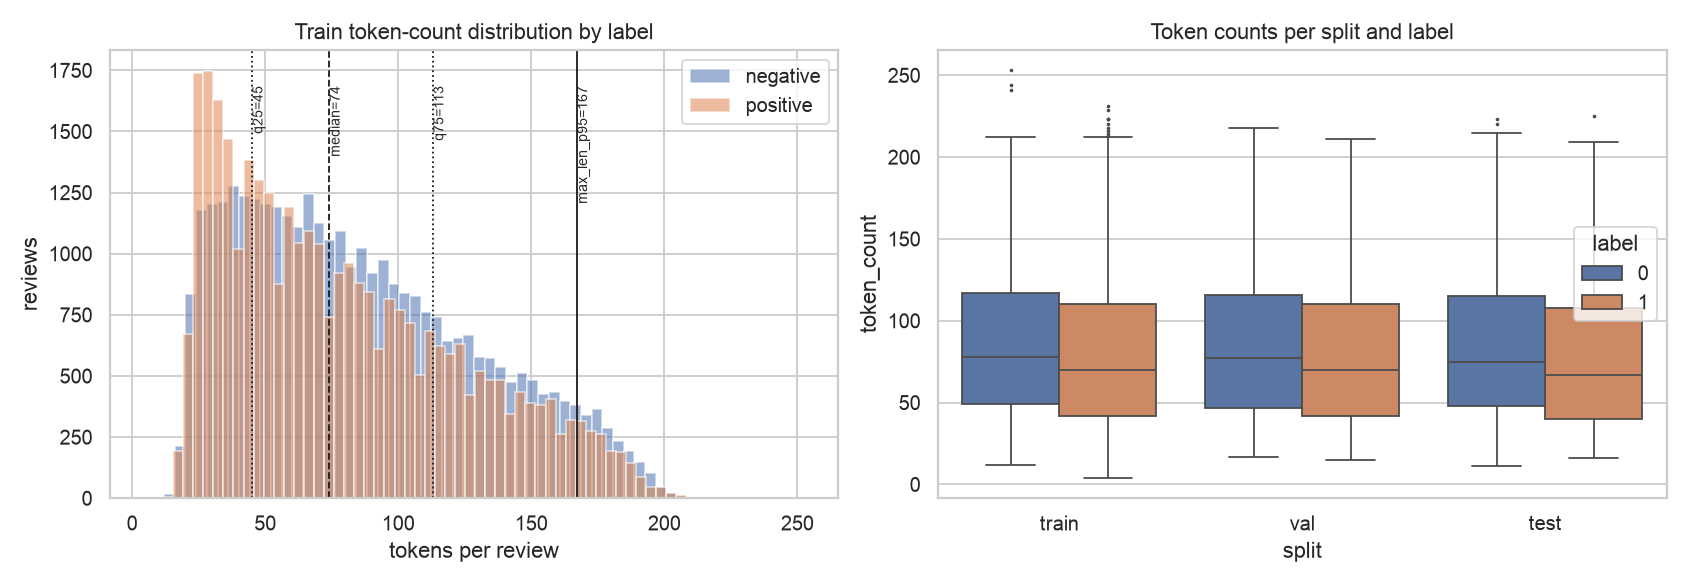 Train token-count distribution by label
1750
1500
1250
1000
750
500
250
0
reviews
q25=45
median=74
q75=113
max_len_p95=167
negative
positive
0 50 100 150 200 250
tokens per review
Token counts per split and label
250
200
150
100
50
0
token_count
label
0
1
train val test
split